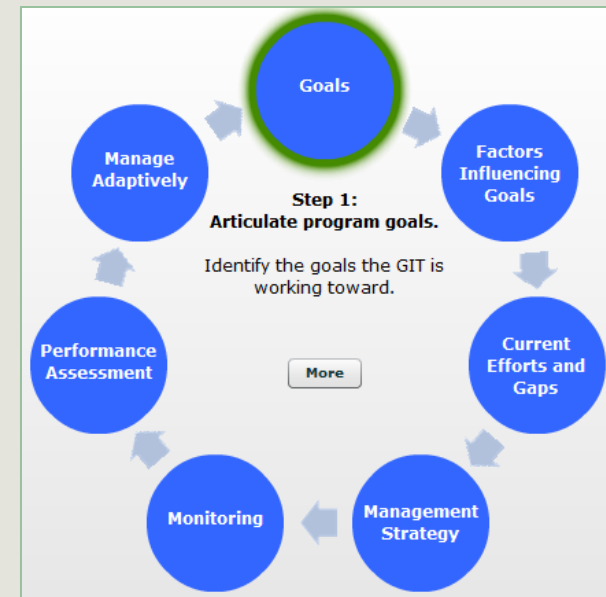 Goals
Factors
Influencing
Goals
Current
Efforts and
Gaps
Management
Strategy
Monitoring
Performance
Assessment
Manage
Adaptively
Step 1:
Articulate program goals.
Identify the goals the GIT is
working toward.
More